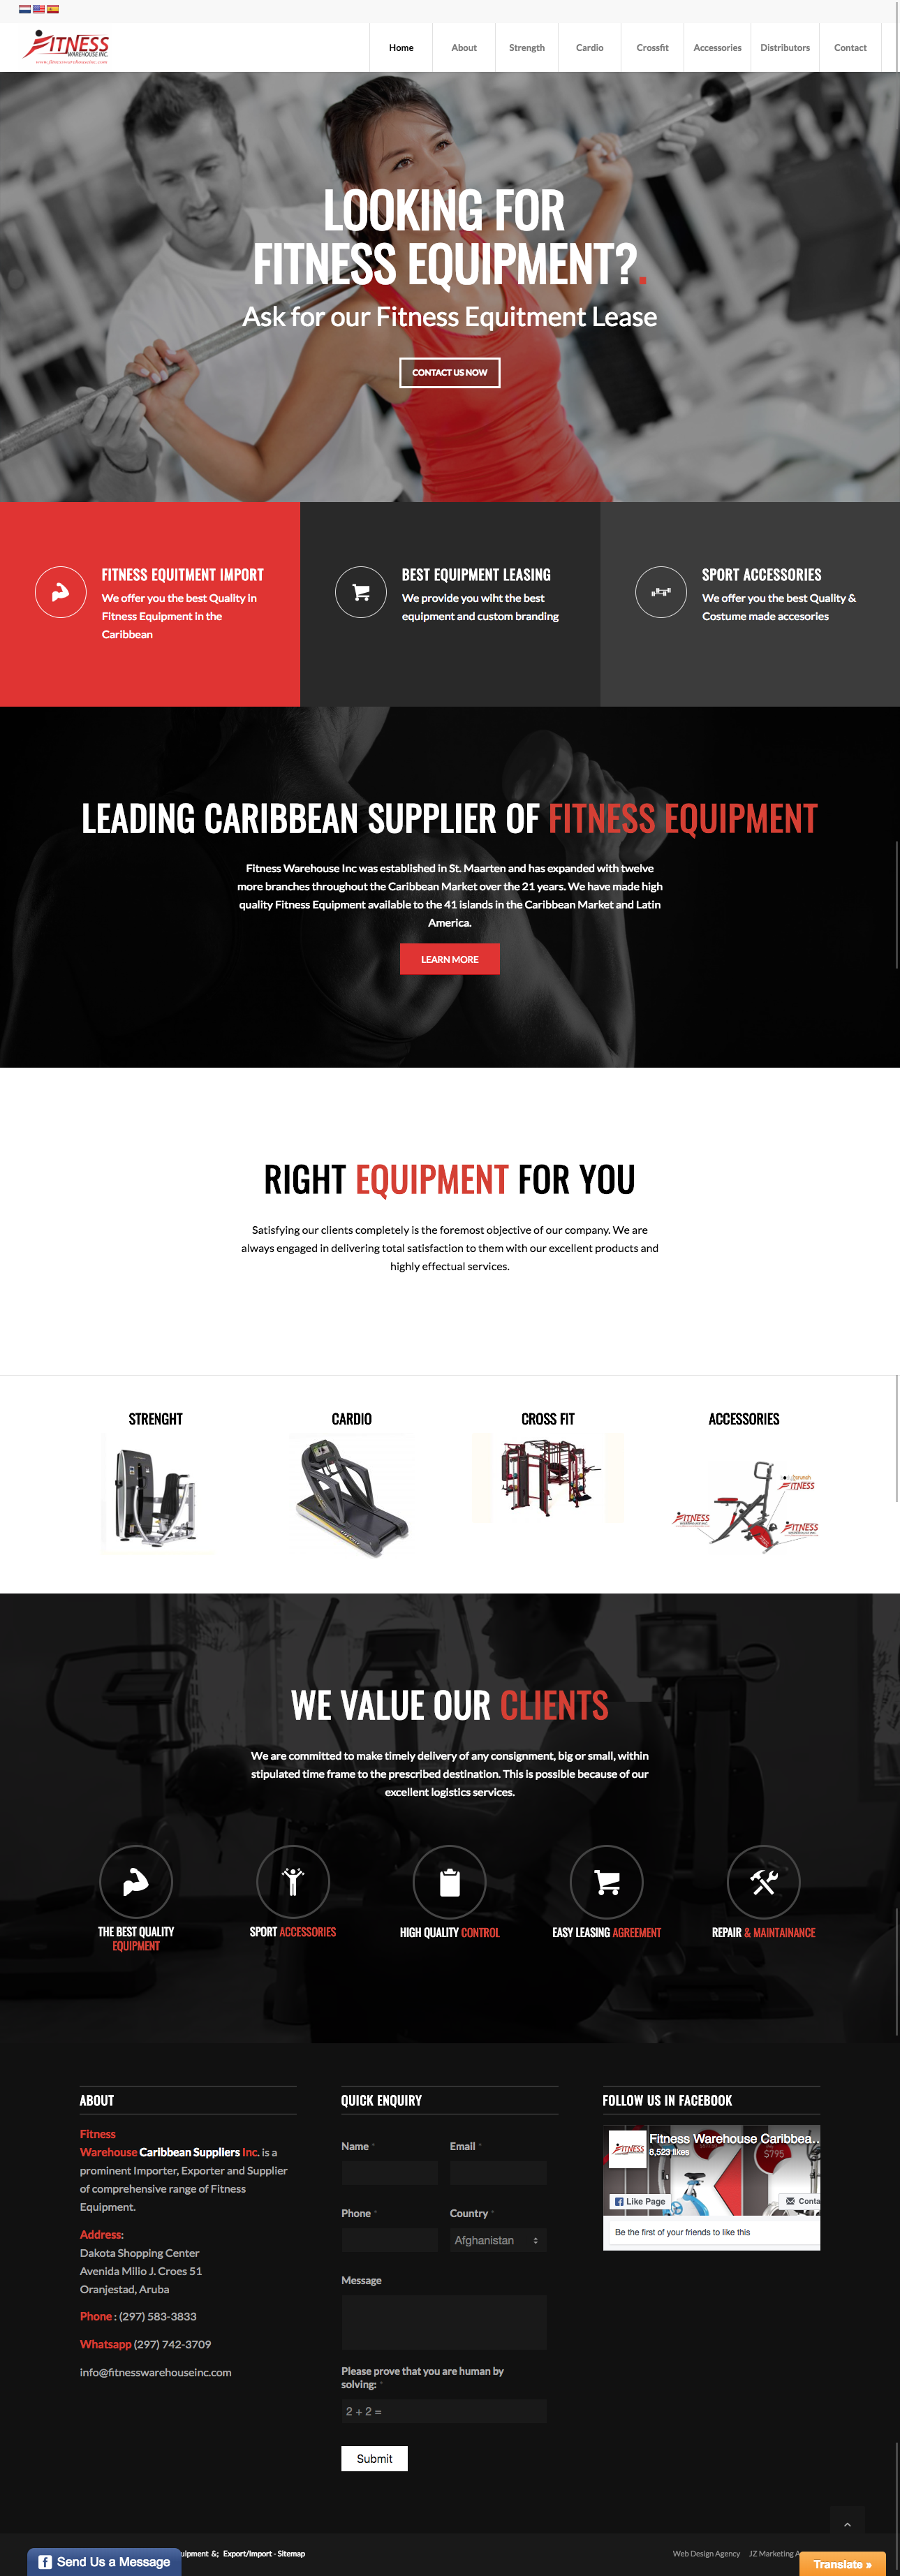 FITNESS
WAREHOUSE INC.
www.fitnesswarehouseinc.com
Home
About
Strength
Cardio
Crossfit
Accessories
Distributors
Contact
LOOKING FOR
FITNESS EQUIPMENT?.
Ask for our Fitness Equitment Lease
CONTACT US NOW
FITNESS EQUITMENT IMPORT
We offer you the best Quality in
Fitness Equipment in the
Caribbean
BEST EQUIPMENT LEASING
We provide you wiht the best
equipment and custom branding
SPORT ACCESSORIES
We offer you the best Quality &
Costume made accesories
LEADING CARIBBEAN SUPPLIER OF FITNESS EQUIPMENT
Fitness Warehouse Inc was established in St. Maarten and has expanded with twelve
more branches throughout the Caribbean Market over the 21 years. We have made high
quality Fitness Equipment available to the 41 islands in the Caribbean Market and Latin
America.
LEARN MORE
RIGHT EQUIPMENT FOR YOU
Satisfying our clients completely is the foremost objective of our company. We are
always engaged in delivering total satisfaction to them with our excellent products and
highly effectual services.
STRENGHT
CARDIO
CROSS FIT
ACCESSORIES
FITNESS
FITNESS
FITNESS
WE VALUE OUR CLIENTS
We are committed to make timely delivery of any consignment, big or small, within
stipulated time frame to the prescribed destination. This is possible because of our
excellent logistics services.
THE BEST QUALITY
EQUIPMENT
SPORT ACCESSORIES
HIGH QUALITY CONTROL
EASY LEASING AGREEMENT
REPAIR & MAINTAINANCE
ABOUT
Fitness
Warehouse Caribbean Suppliers Inc. is a
prominent Importer, Exporter and Supplier
of comprehensive range of Fitness
Equipment.
Address:
Dakota Shopping Center
Avenida Milio J. Croes 51
Oranjestad, Aruba
Phone : (297) 583-3833
Whatsapp (297) 742-3709
info@fitnesswarehouseinc.com
QUICK ENQUIRY
Name *
Email *
Phone *
Country *
Afghanistan
Message
Please prove that you are human by
solving: *
2 + 2 =
Submit
FOLLOW US IN FACEBOOK
FITNESS
Fitness Warehouse Caribbea...
8,523 likes
$795
Like Page
Conta
Be the first of your friends to like this
uipment &; Export/Import - Sitemap
Web Design Agency
JZ Marketing A
Send Us a Message
Translate »